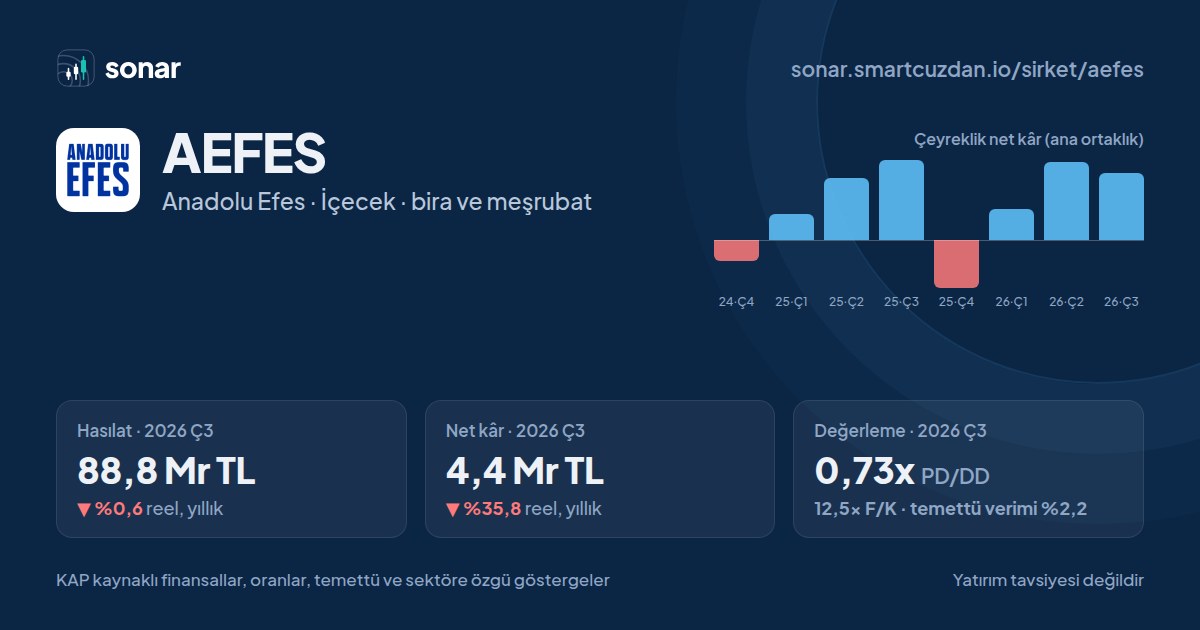 sonar
sonar.smartcuzdan.io/sirket/aefes
ANADOLU
EFES
AEFES
Anadolu Efes · İçecek · bira ve meşrubat
Çeyreklik net kâr (ana ortaklık)
24·Ç4 25·Ç1 25·Ç2 25·Ç3 25·Ç4 26·Ç1 26·Ç2 26·Ç3
Hasılat · 2026 Ç3
88,8 Mr TL
▼ %0,6 reel, yıllık
Net kâr · 2026 Ç3
4,4 Mr TL
▼ %35,8 reel, yıllık
Değerleme · 2026 Ç3
0,73x PD/DD
12,5× F/K · temettü verimi %2,2
KAP kaynaklı finansallar, oranlar, temettü ve sektöre özgü göstergeler
Yatırım tavsiyesi değildir